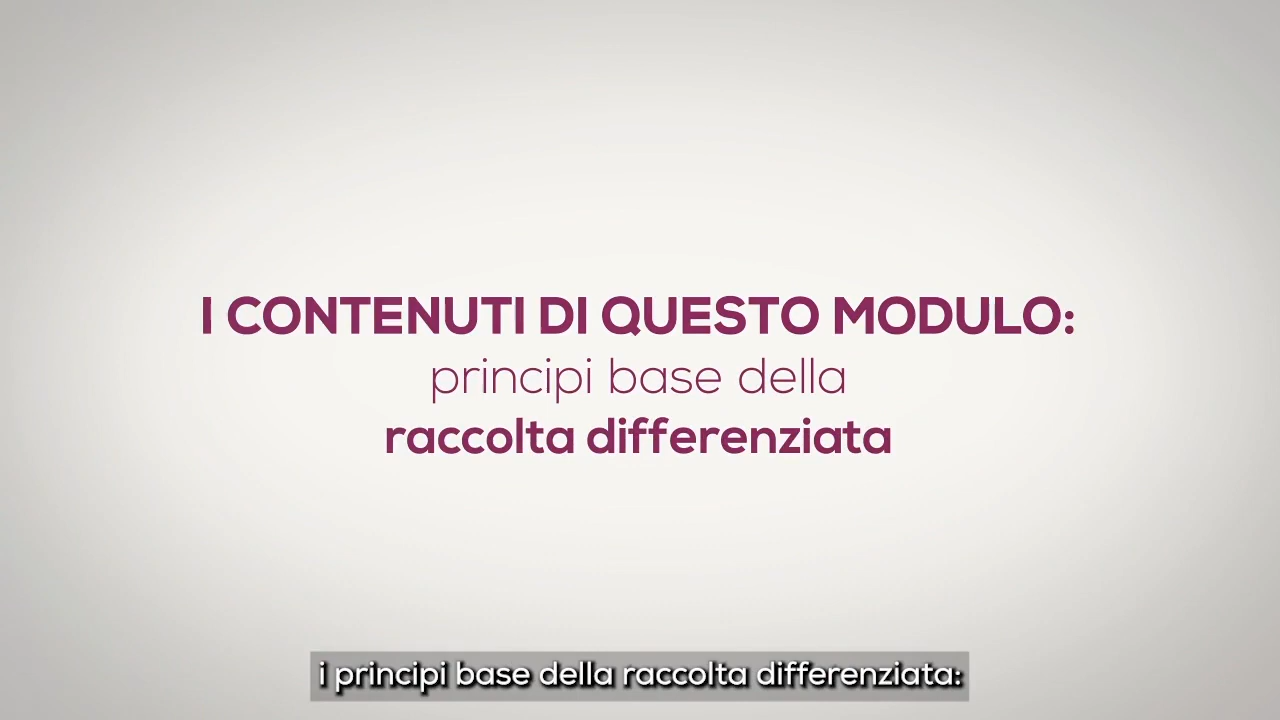 I CONTENUTI DI QUESTO MODULO:
principi base della
raccolta differenziata
i principi base della raccolta differenziata: